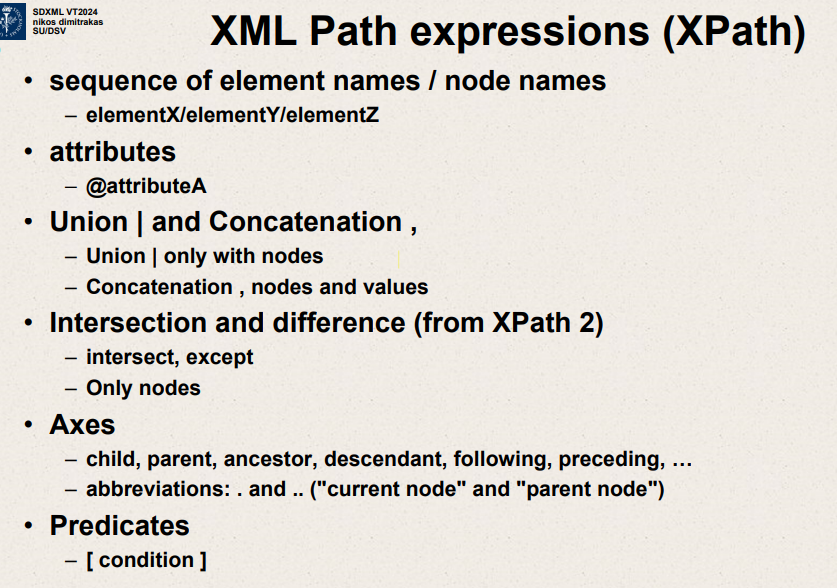 SDXML VT2024
nikos dimitrakas
SU/DSV
XML Path expressions (XPath)
• sequence of element names / node names
– elementX/elementY/elementZ
• attributes
– @attributeA
• Union | and Concatenation ,
– Union | only with nodes
– Concatenation , nodes and values
• Intersection and difference (from XPath 2)
– intersect, except
– Only nodes
• Axes
– child, parent, ancestor, descendant, following, preceding, …
– abbreviations: . and .. ("current node" and "parent node")
• Predicates
– [ condition ]